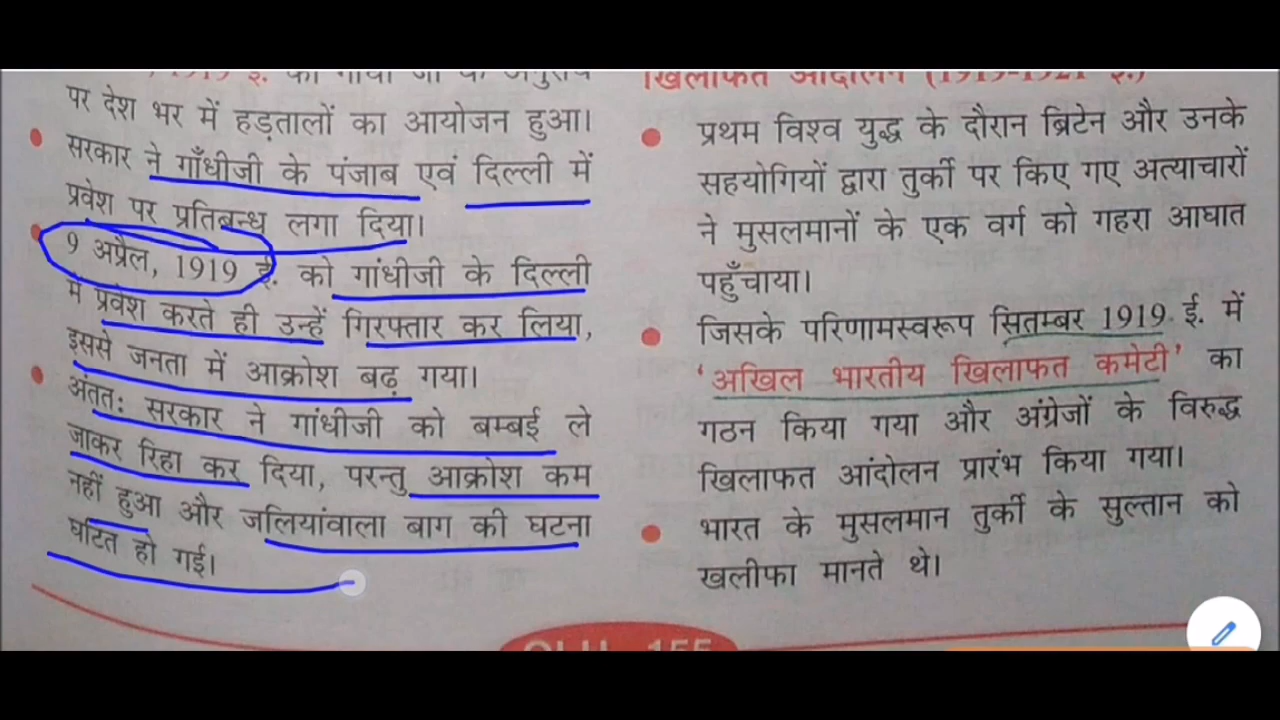 पर देश भर में हड़तालों का आयोजन हुआ।
सरकार ने गाँधीजी के पंजाब एवं दिल्ली में
प्रवेश पर प्रतिबन्ध लगा दिया।
9 अप्रैल, 1919 ई. को गांधीजी के दिल्ली
में प्रवेश करते ही उन्हें गिरफ्तार कर लिया,
इससे जनता में आक्रोश बढ़ गया।
अंततः सरकार ने गांधीजी को बम्बई ले
जाकर रिहा कर दिया, परन्तु आक्रोश कम
नहीं हुआ और जलियांवाला बाग की घटना
घटित हो गई।
खिलाफत आंदोलन (1919-1921 ई.)
प्रथम विश्व युद्ध के दौरान ब्रिटेन और उनके
सहयोगियों द्वारा तुर्की पर किए गए अत्याचारों
ने मुसलमानों के एक वर्ग को गहरा आघात
पहुँचाया।
जिसके परिणामस्वरूप सितम्बर 1919 ई. में
'अखिल भारतीय खिलाफत कमेटी' का
गठन किया गया और अंग्रेजों के विरुद्ध
खिलाफत आंदोलन प्रारंभ किया गया।
भारत के मुसलमान तुर्की के सुल्तान को
खलीफा मानते थे।